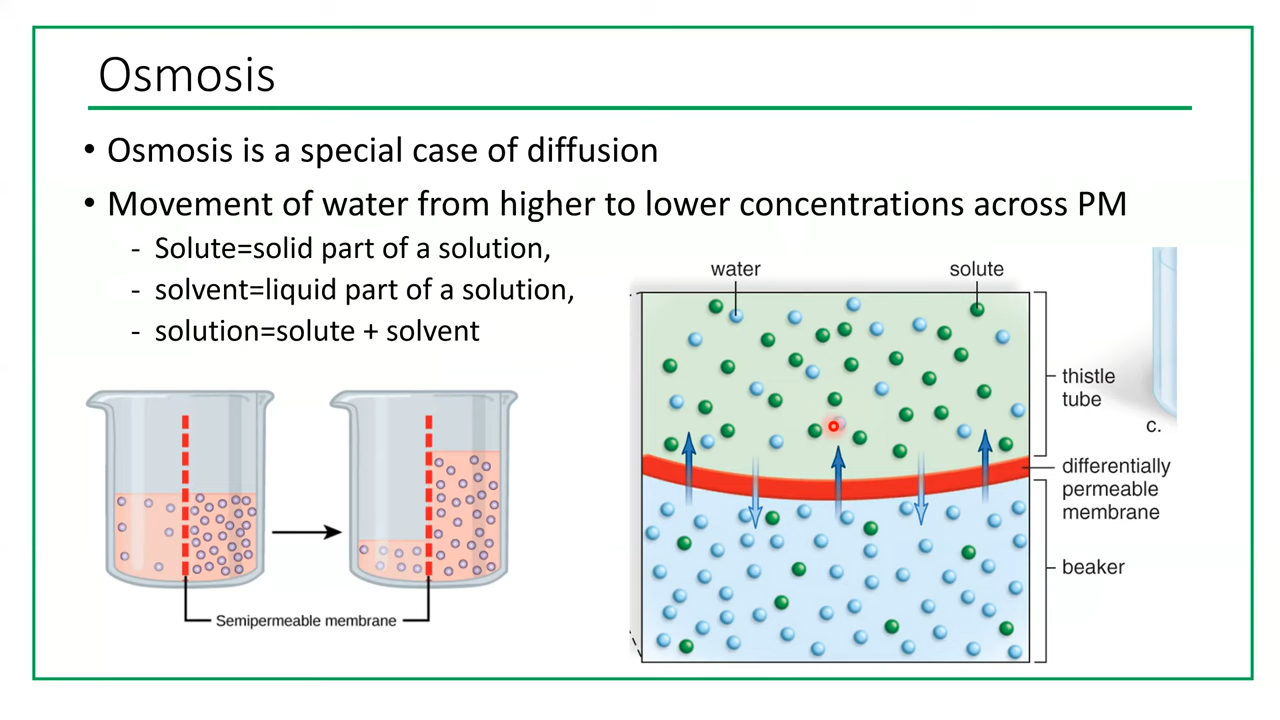 Osmosis
• Osmosis is a special case of diffusion
• Movement of water from higher to lower concentrations across PM
- Solute=solid part of a solution,
- solvent=liquid part of a solution,
- solution=solute + solvent
water
solute
thistle
tube
c.
differentially
permeable
membrane
beaker
Semipermeable membrane